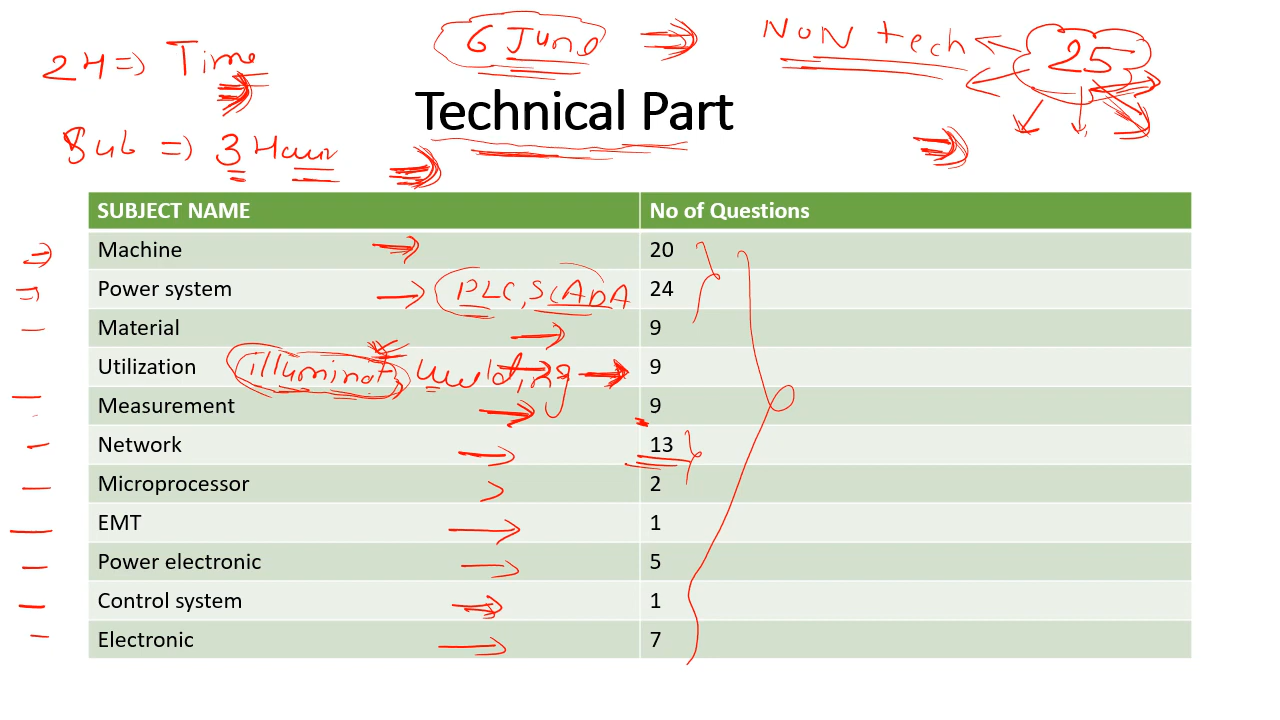 6 June NON tech 25
24 => Time
Technical Part
Sub => 3 Hour
SUBJECT NAME No of Questions
Machine 20
Power system PLC, SCADA 24
Material 9
Utilization illuminat, welding 9
Measurement 9
Network 13
Microprocessor 2
EMT 1
Power electronic 5
Control system 1
Electronic 7